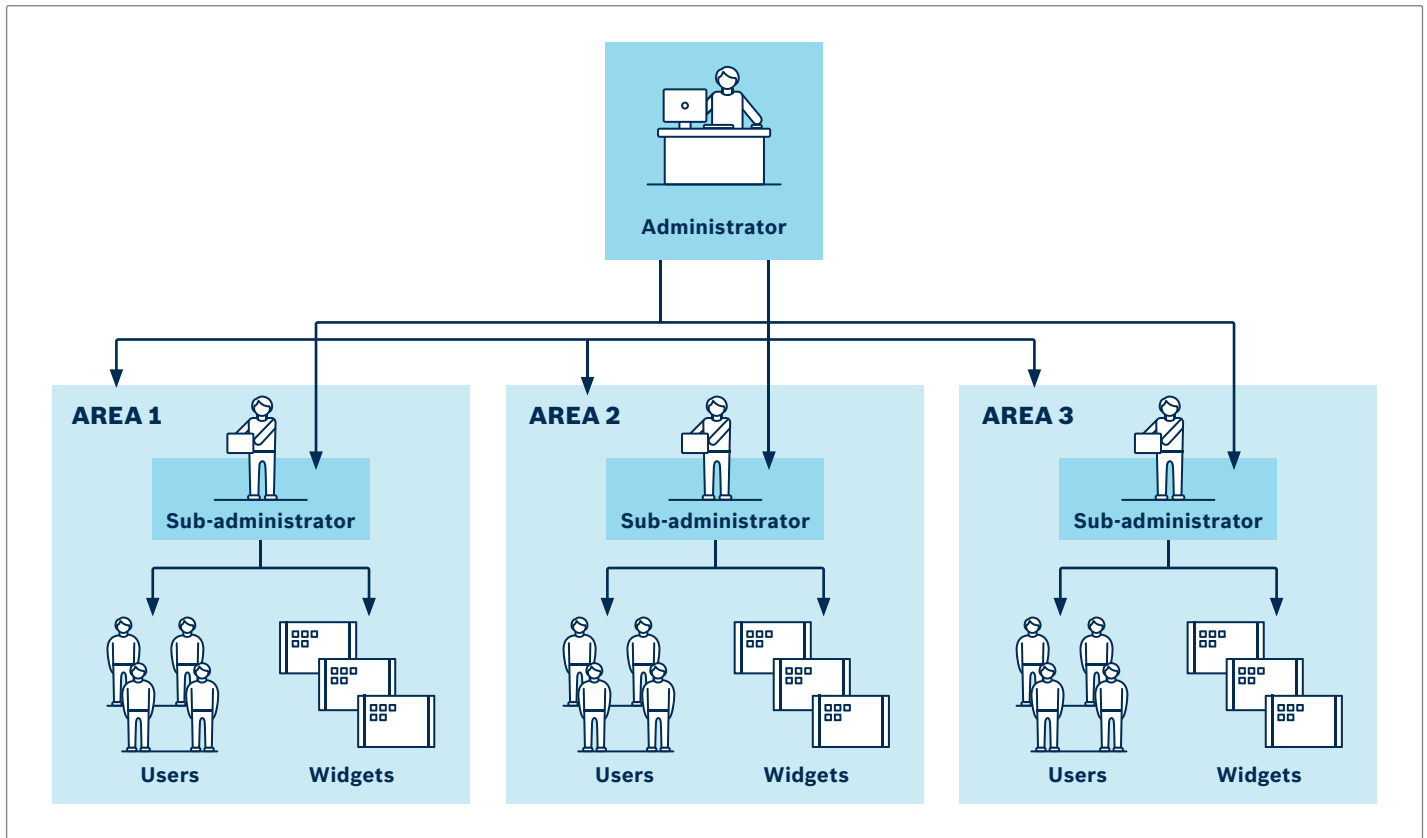 Administrator
AREA 1
AREA 2
AREA 3
Sub-administrator
Sub-administrator
Sub-administrator
Users
Widgets
Users
Widgets
Users
Widgets